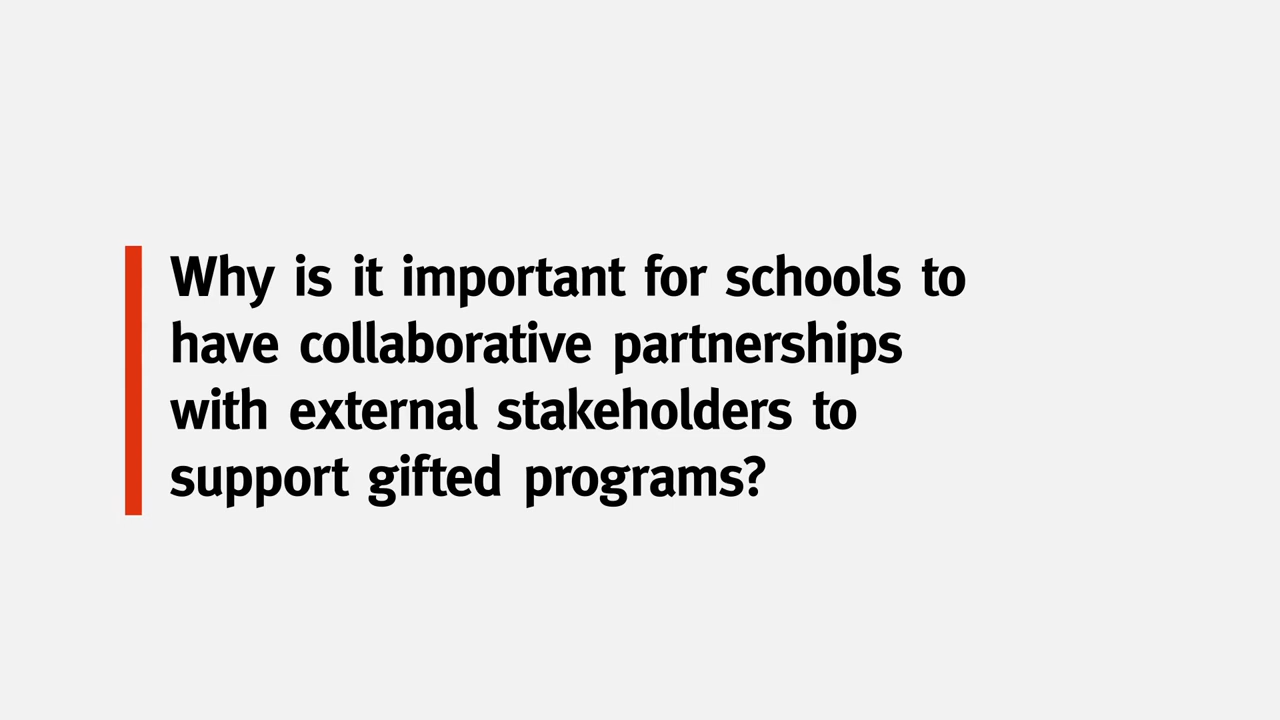 Why is it important for schools to
have collaborative partnerships
with external stakeholders to
support gifted programs?